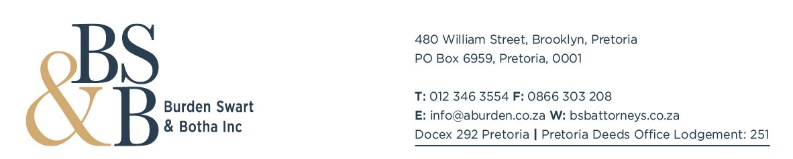 BS
&B
Burden Swart
& Botha Inc
480 William Street, Brooklyn, Pretoria
PO Box 6959, Pretoria, 0001
T: 012 346 3554 F: 0866 303 208
E: info@aburden.co.za W: bsbattorneys.co.za
Docex 292 Pretoria | Pretoria Deeds Office Lodgement: 251